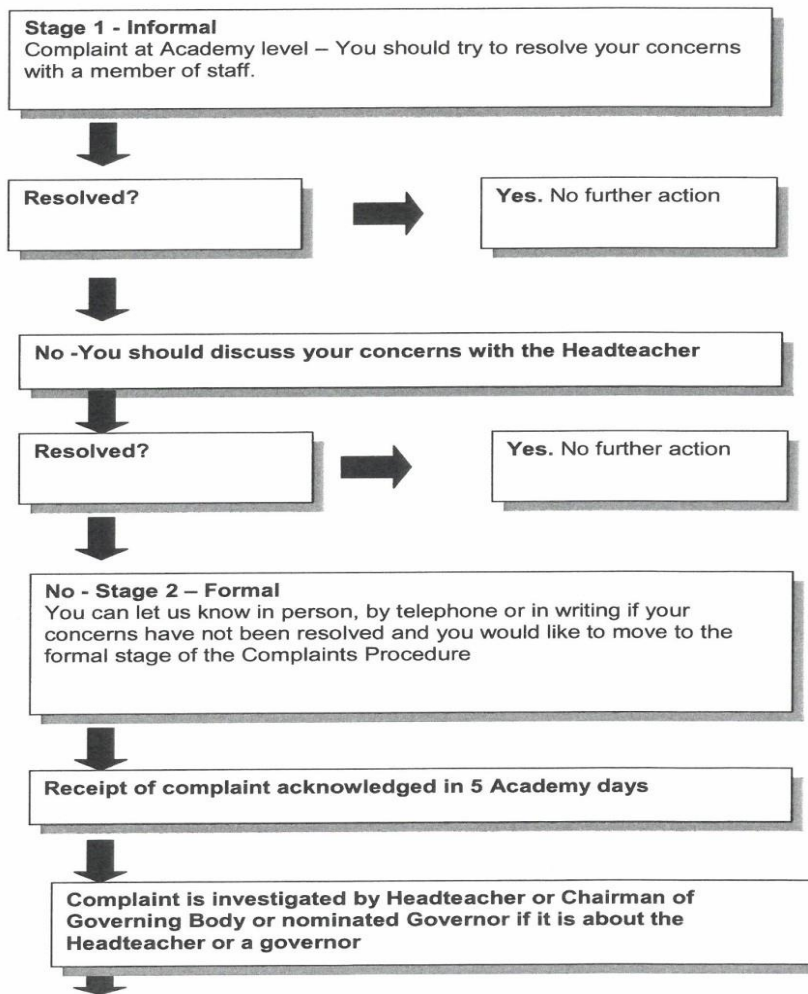 Stage 1 - Informal
Complaint at Academy level – You should try to resolve your concerns
with a member of staff.
Resolved?
Yes. No further action
No -You should discuss your concerns with the Headteacher
Resolved?
Yes. No further action
No - Stage 2 – Formal
You can let us know in person, by telephone or in writing if your
concerns have not been resolved and you would like to move to the
formal stage of the Complaints Procedure
Receipt of complaint acknowledged in 5 Academy days
Complaint is investigated by Headteacher or Chairman of
Governing Body or nominated Governor if it is about the
Headteacher or a governor